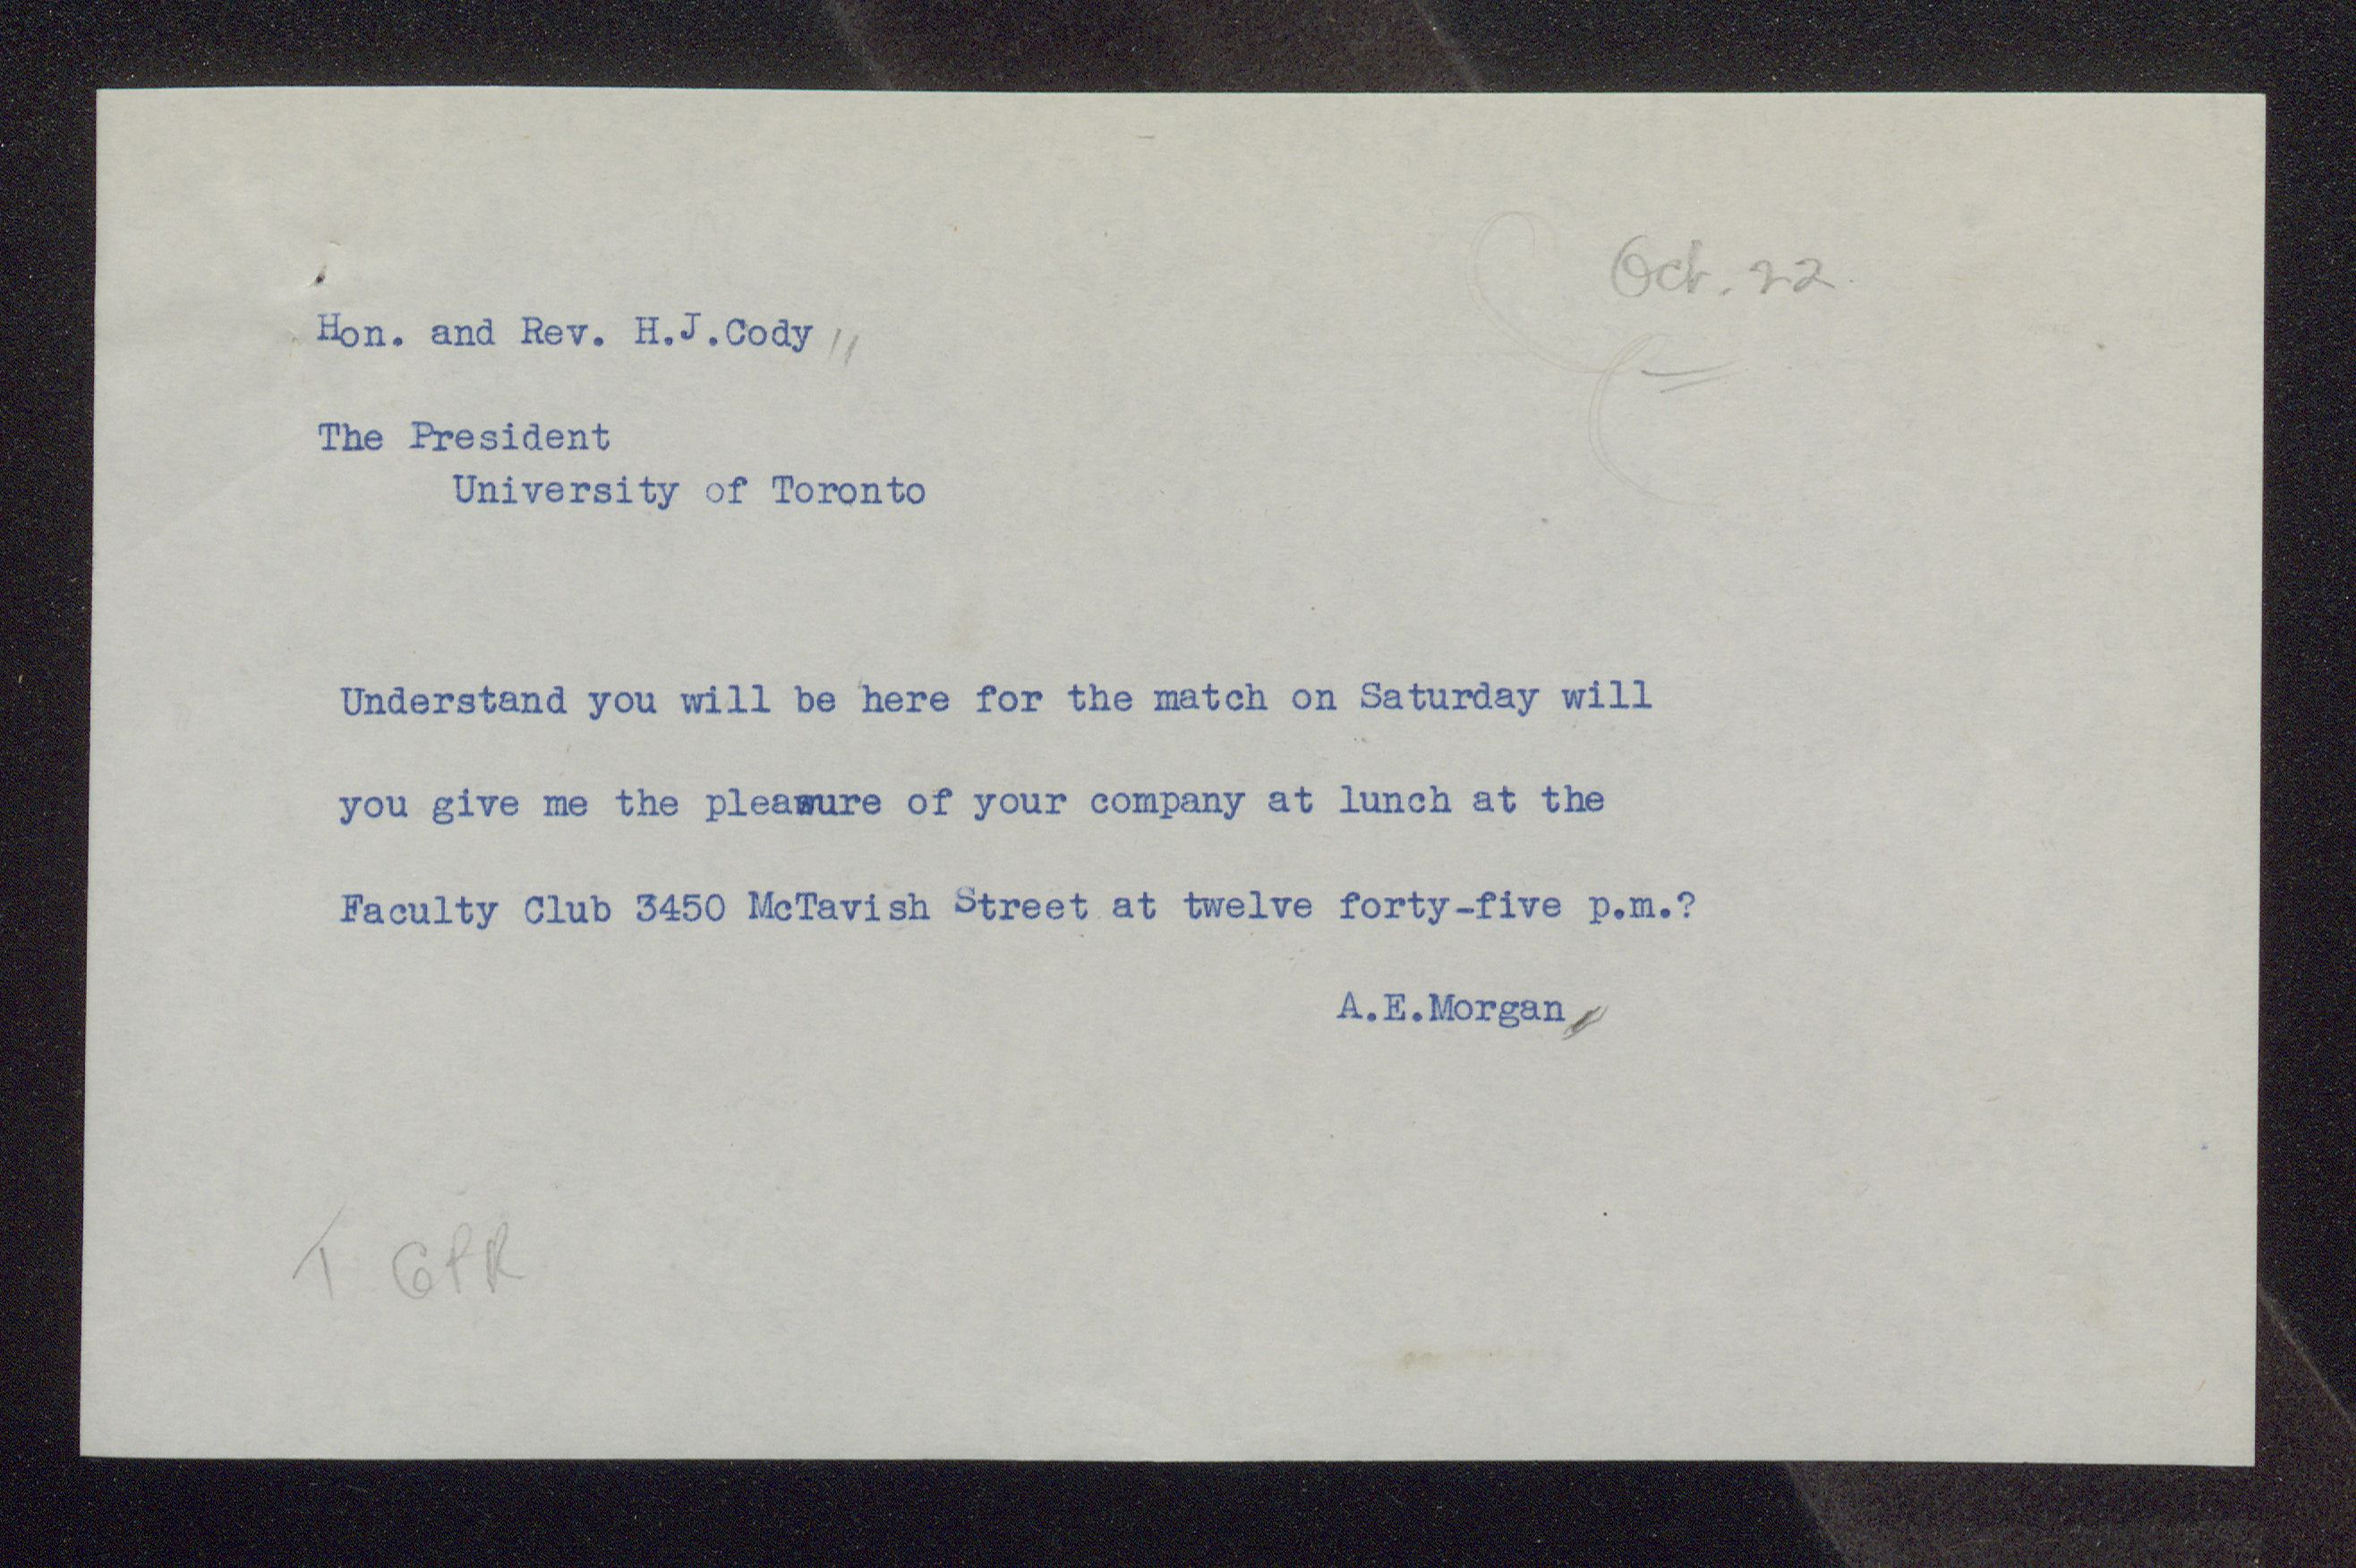 Oct. 22.
Hon. and Rev. H.J.Cody
The President
University of Toronto
Understand you will be here for the match on Saturday will
you give me the pleasure of your company at lunch at the
Faculty Club 3450 McTavish Street at twelve forty-five p.m.?
A.E.Morgan
T CPR